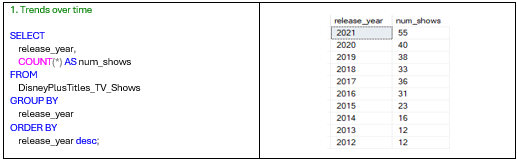 1. Trends over time
SELECT
release_year,
COUNT(*) AS num_shows
FROM
DisneyPlusTitles_TV_Shows
GROUP BY
release_year
ORDER BY
release_year desc;
release_year num_shows
2021 55
2020 40
2019 38
2018 33
2017 36
2016 31
2015 23
2014 16
2013 12
2012 12